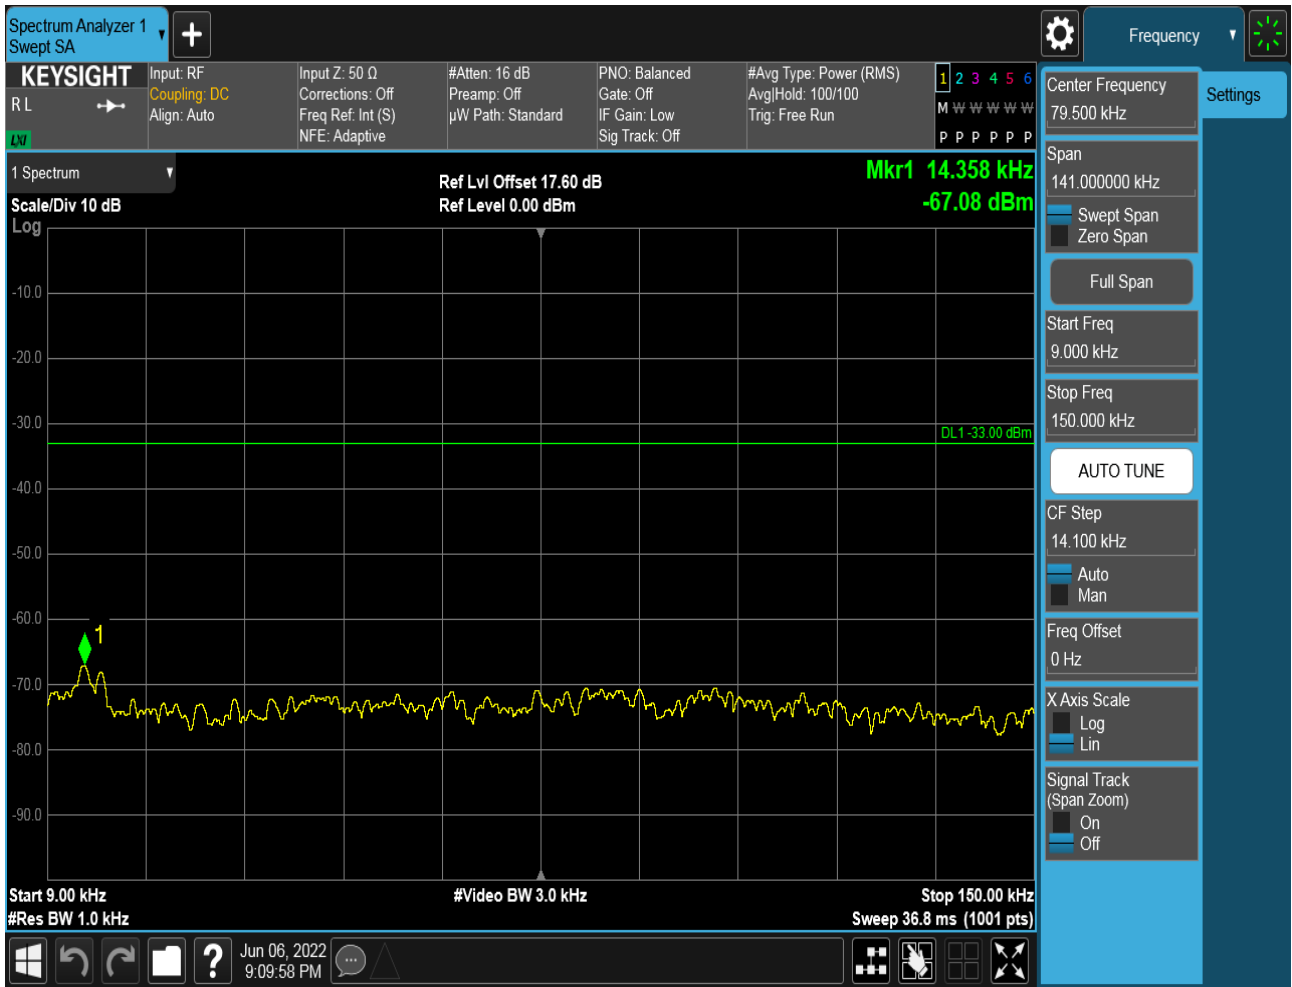 Spectrum Analyzer 1
Swept SA
Frequency
KEYSIGHT
R L
LXI
Input: RF
Coupling: DC
Align: Auto
Input Z: 50 Ω
Corrections: Off
Freq Ref: Int (S)
NFE: Adaptive
#Atten: 16 dB
Preamp: Off
µW Path: Standard
PNO: Balanced
Gate: Off
IF Gain: Low
Sig Track: Off
#Avg Type: Power (RMS)
Avg|Hold: 100/100
Trig: Free Run
1 2 3 4 5 6
M W W W W W
P P P P P P
Center Frequency
79.500 kHz
Settings
1 Spectrum
Scale/Div 10 dB
Log
Ref Lvl Offset 17.60 dB
Ref Level 0.00 dBm
Mkr1 14.358 kHz
-67.08 dBm
Span
141.000000 kHz
Swept Span
Zero Span
Full Span
Start Freq
9.000 kHz
Stop Freq
150.000 kHz
AUTO TUNE
CF Step
14.100 kHz
Auto
Man
Freq Offset
0 Hz
X Axis Scale
Log
Lin
Signal Track
(Span Zoom)
On
Off
-10.0
-20.0
-30.0
DL1 -33.00 dBm
-40.0
-50.0
-60.0
1
-70.0
-80.0
-90.0
Start 9.00 kHz
#Video BW 3.0 kHz
Stop 150.00 kHz
#Res BW 1.0 kHz
Sweep 36.8 ms (1001 pts)
?
Jun 06, 2022
9:09:58 PM